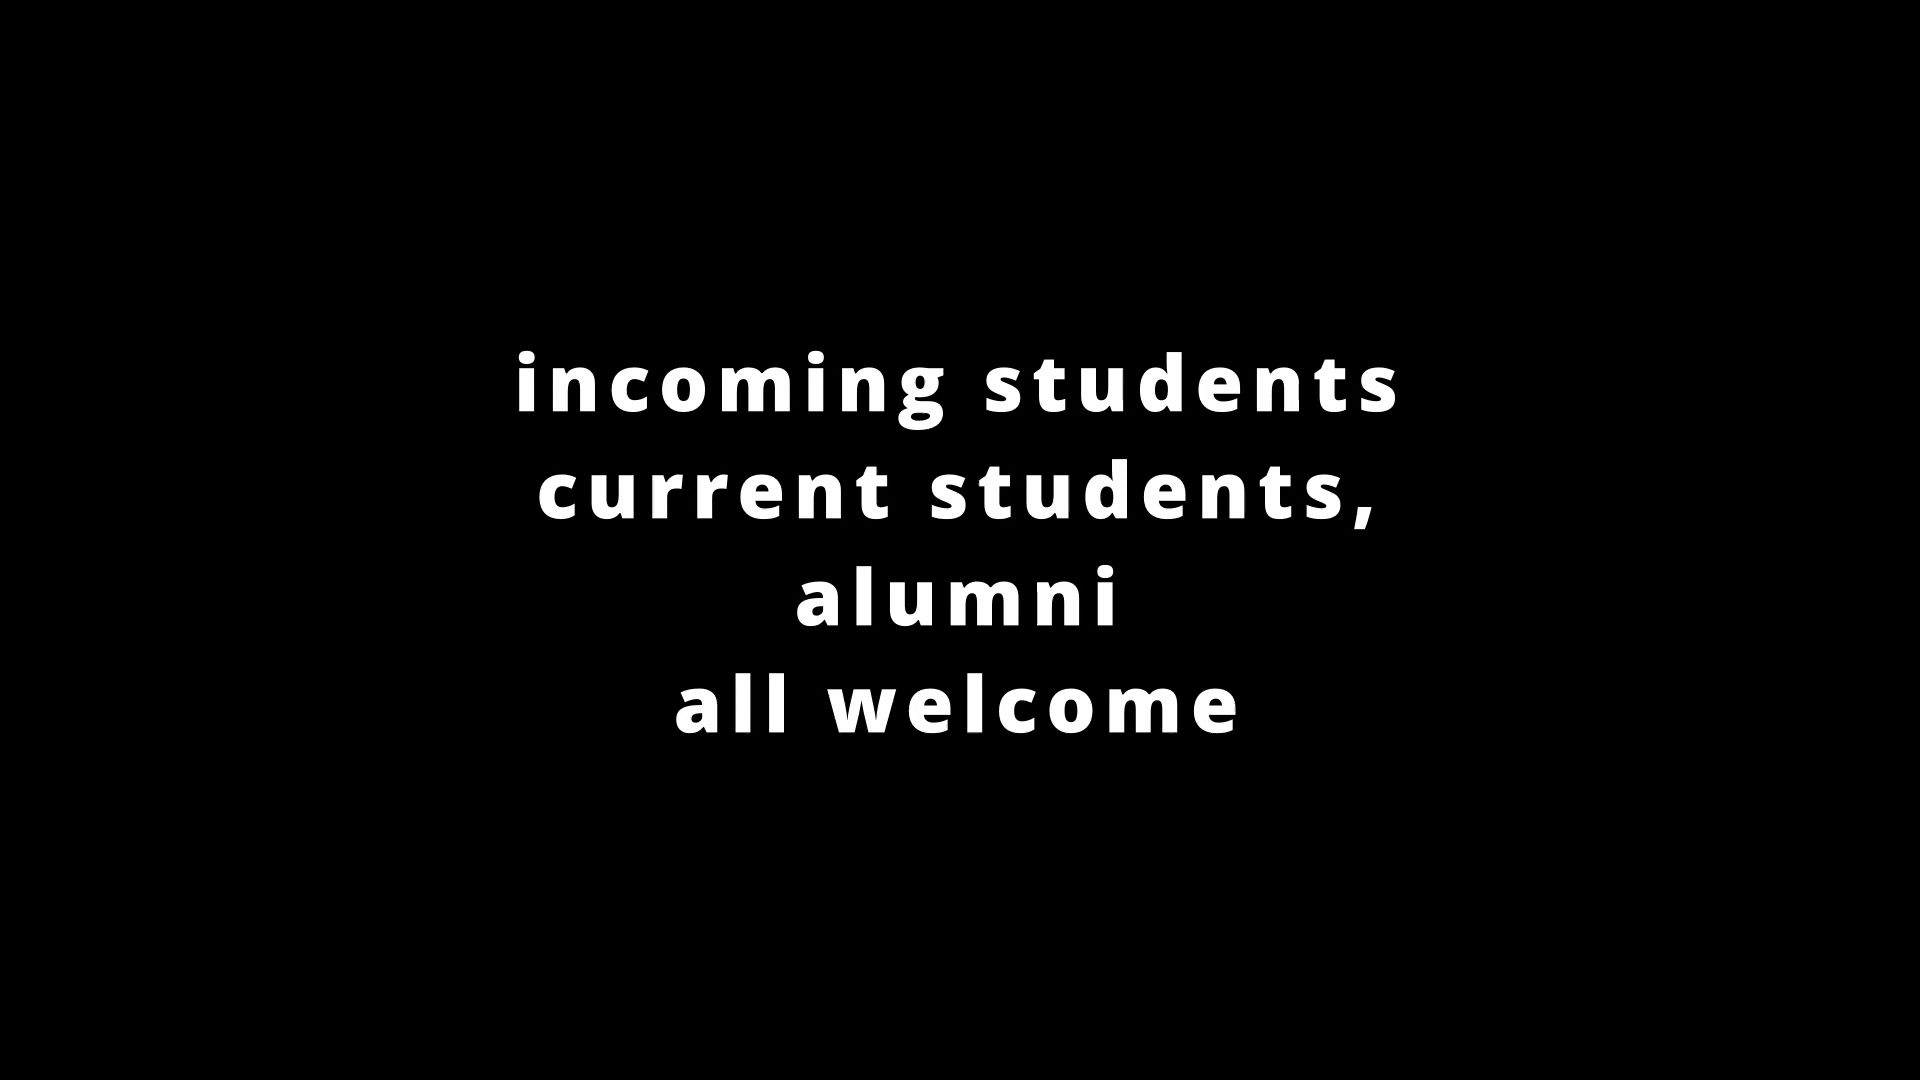 incoming students
current students,
alumni
all welcome